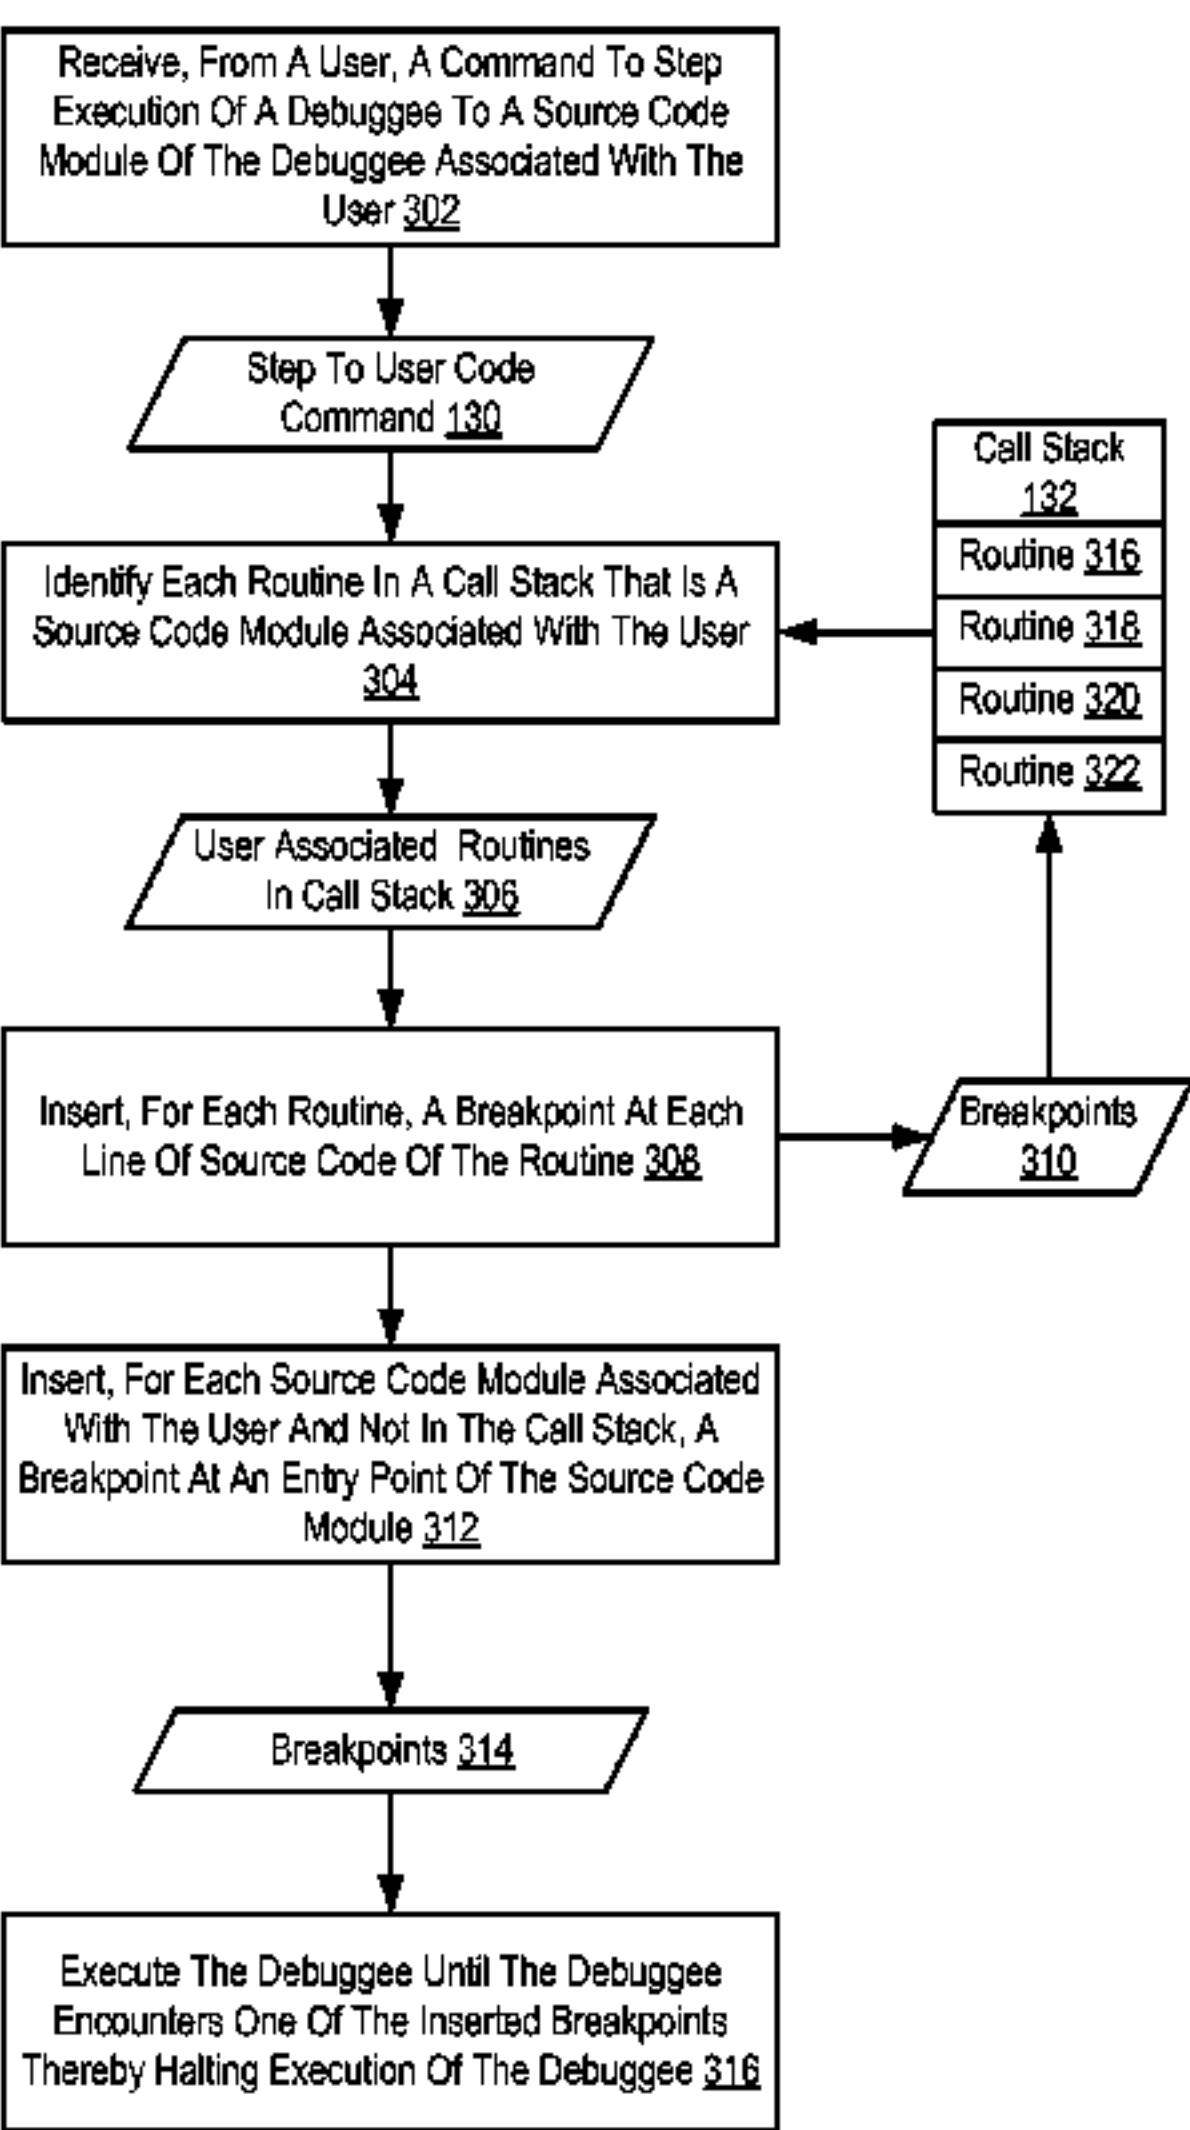 Receive, From A User, A Command To Step
Execution Of A Debuggee To A Source Code
Module Of The Debuggee Associated With The
User 302
Step To User Code
Command 130
Call Stack
132
Routine 316
Routine 318
Routine 320
Routine 322
Identify Each Routine In A Call Stack That Is A
Source Code Module Associated With The User
304
User Associated Routines
In Call Stack 306
Insert, For Each Routine, A Breakpoint At Each
Line Of Source Code Of The Routine 308
Breakpoints
310
Insert, For Each Source Code Module Associated
With The User And Not In The Call Stack, A
Breakpoint At An Entry Point Of The Source Code
Module 312
Breakpoints 314
Execute The Debuggee Until The Debuggee
Encounters One Of The Inserted Breakpoints
Thereby Halting Execution Of The Debuggee 316